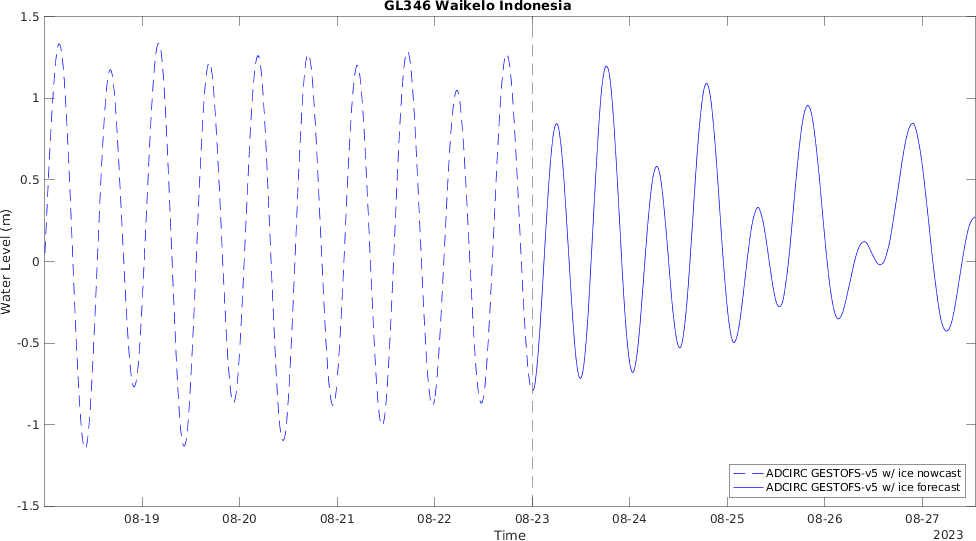 GL346 Waikelo Indonesia
1.5
1
0.5
0
-0.5
-1
-1.5
Water Level (m)
08-19 08-20 08-21 08-22 08-23 08-24 08-25 08-26 08-27
Time
2023
ADCIRC GESTOFS-v5 w/ ice nowcast
ADCIRC GESTOFS-v5 w/ ice forecast